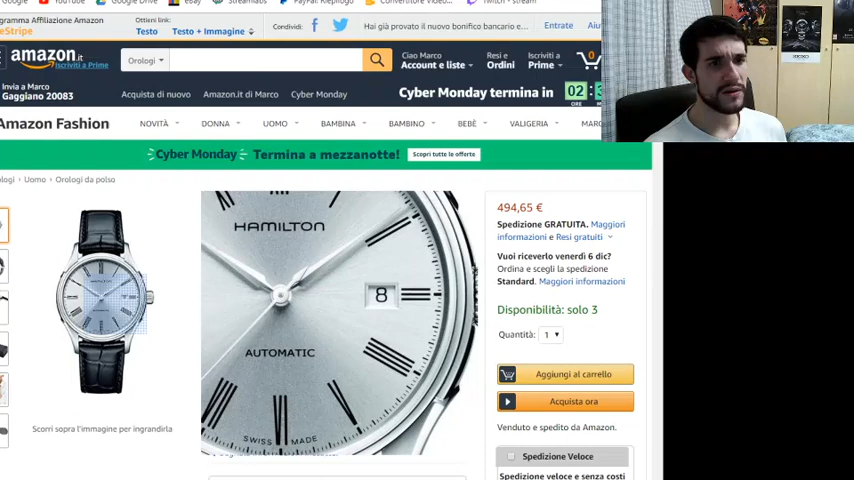 YouTube
Google Drive
eBay
Streamlabs
PayPal: Riepilogo
Convertitore Video...
Twitch - stream
gramma Affiliazione Amazon
eStripe
Ottieni link:
Testo
Testo + Immagine
Condividi:
Hai già provato il nuovo bonifico bancario e...
Entrate
amazon.it
Iscriviti a Prime
Orologi
Ciao Marco
Account e liste
Resi e
Ordini
Iscriviti a
Prime
0
Invia a Marco
Gaggiano 20083
Acquista di nuovo
Amazon.it di Marco
Cyber Monday
Cyber Monday termina in
02
ORE
Amazon Fashion
NOVITÀ
DONNA
UOMO
BAMBINA
BAMBINO
BEBÈ
VALIGERIA
Cyber Monday
Termina a mezzanotte!
Scopri tutte le offerte
ologi
Uomo
Orologi da polso
HAMILTON
8
AUTOMATIC
SWISS MADE
Scorri sopra l'immagine per ingrandirla
494,65 €
Spedizione GRATUITA. Maggiori
informazioni e Resi gratuiti
Vuoi riceverlo venerdì 6 dic?
Ordina e scegli la spedizione
Standard. Maggiori informazioni
Disponibilità: solo 3
Quantità:
1
Aggiungi al carrello
Acquista ora
Venduto e spedito da Amazon.
Spedizione Veloce
Spedizione veloce e senza costi
SEIKO